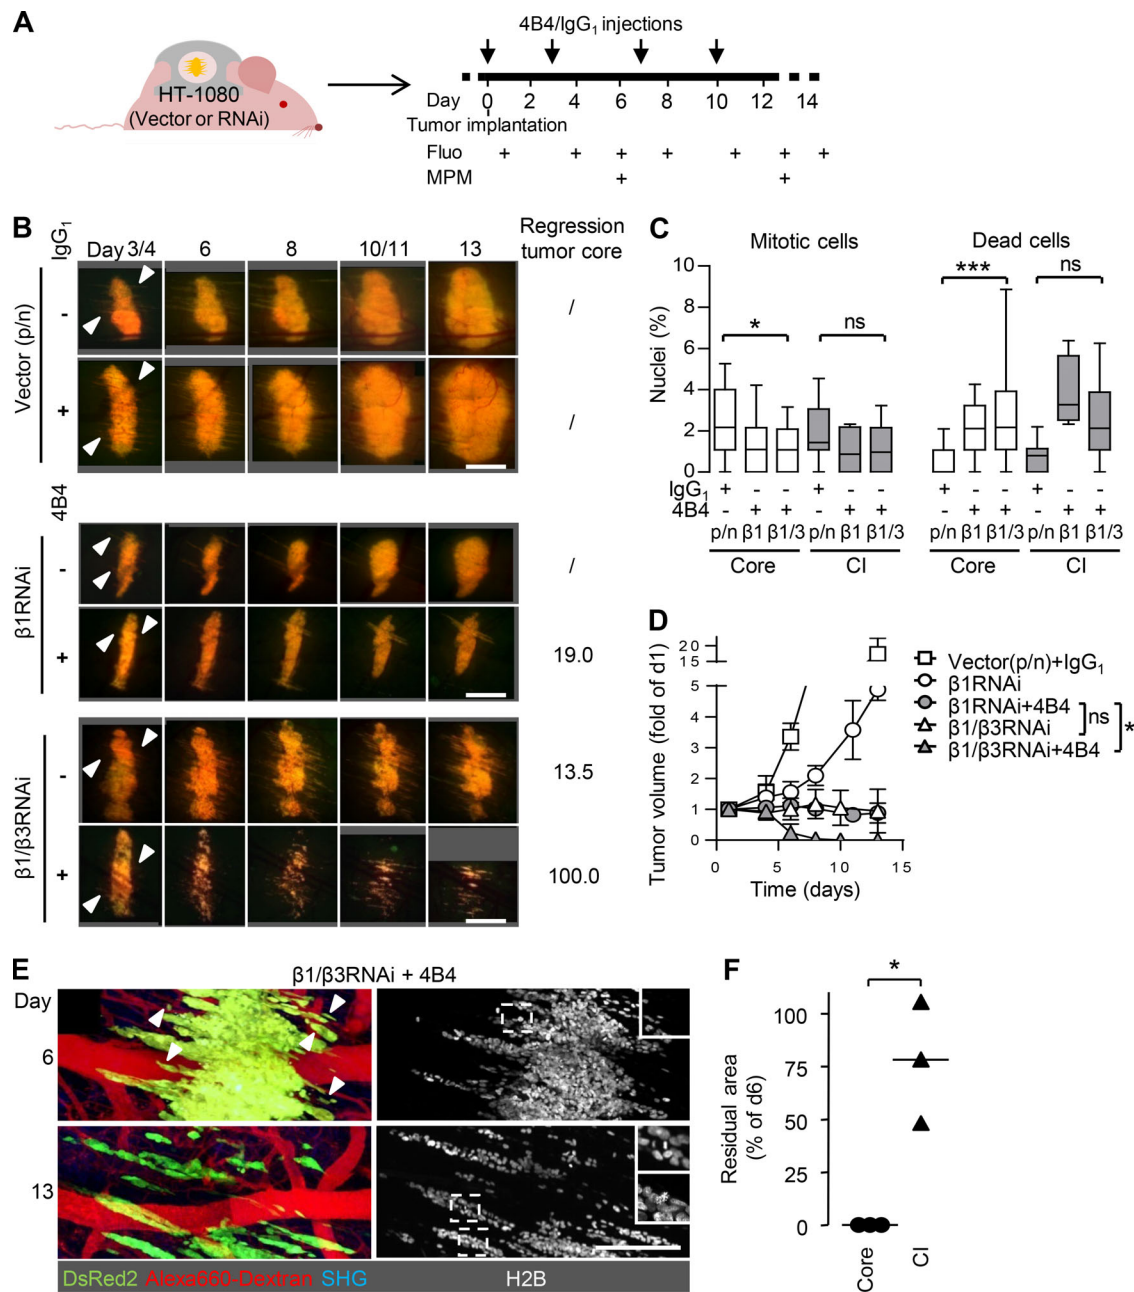 A
HT-1080
(Vector or RNAi)
4B4/IgG₁ injections
Day 0 2 4 6 8 10 12 14
Tumor implantation
Fluo + + + + + + +
MPM + +
B
IgG₁
Day 3/4 6 8 10/11 13
Regression
tumor core
Vector (p/n)
- /
+ /
4B4
β1RNAi
- /
+ 19.0
β1/β3RNAi
- 13.5
+ 100.0
C
Mitotic cells Dead cells
Nuclei (%)
10
8
6
4
2
0
* ns *** ns
IgG₁ + - - + - - + - - + - -
4B4 - + + - + + - + + - + +
p/n β1 β1/3 p/n β1 β1/3 p/n β1 β1/3 p/n β1 β1/3
Core CI Core CI
D
Tumor volume (fold of d1)
20
15
5
4
3
2
1
0
0 5 10 15
Time (days)
Vector(p/n)+IgG₁
β1RNAi
β1RNAi+4B4
β1/β3RNAi
β1/β3RNAi+4B4
ns
*
E
β1/β3RNAi + 4B4
Day
6
13
DsRed2 Alexa660-Dextran SHG H2B
F
*
Residual area
(% of d6)
100
75
50
25
0
Core
CI